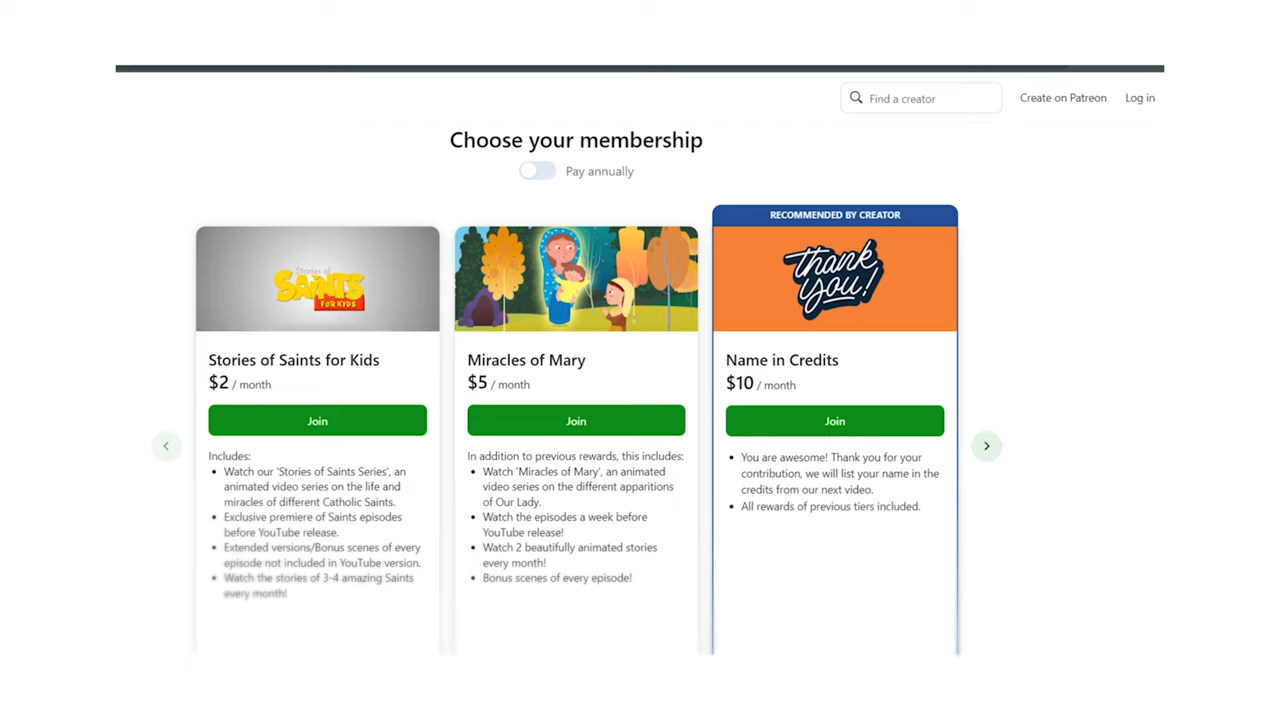 Find a creator
Create on Patreon
Log in
Choose your membership
Pay annually
RECOMMENDED BY CREATOR
Stories of
SAINTS
FOR KIDS
thank
you!
Stories of Saints for Kids
$2 / month
Join
Includes:
• Watch our 'Stories of Saints Series', an
animated video series on the life and
miracles of different Catholic Saints.
• Exclusive premiere of Saints episodes
before YouTube release.
• Extended versions/Bonus scenes of every
episode not included in YouTube version.
• Watch the stories of 3-4 amazing Saints
every month!
Miracles of Mary
$5 / month
Join
In addition to previous rewards, this includes:
• Watch 'Miracles of Mary', an animated
video series on the different apparitions
of Our Lady.
• Watch the episodes a week before
YouTube release!
• Watch 2 beautifully animated stories
every month!
• Bonus scenes of every episode!
Name in Credits
$10 / month
Join
• You are awesome! Thank you for your
contribution, we will list your name in the
credits from our next video.
• All rewards of previous tiers included.